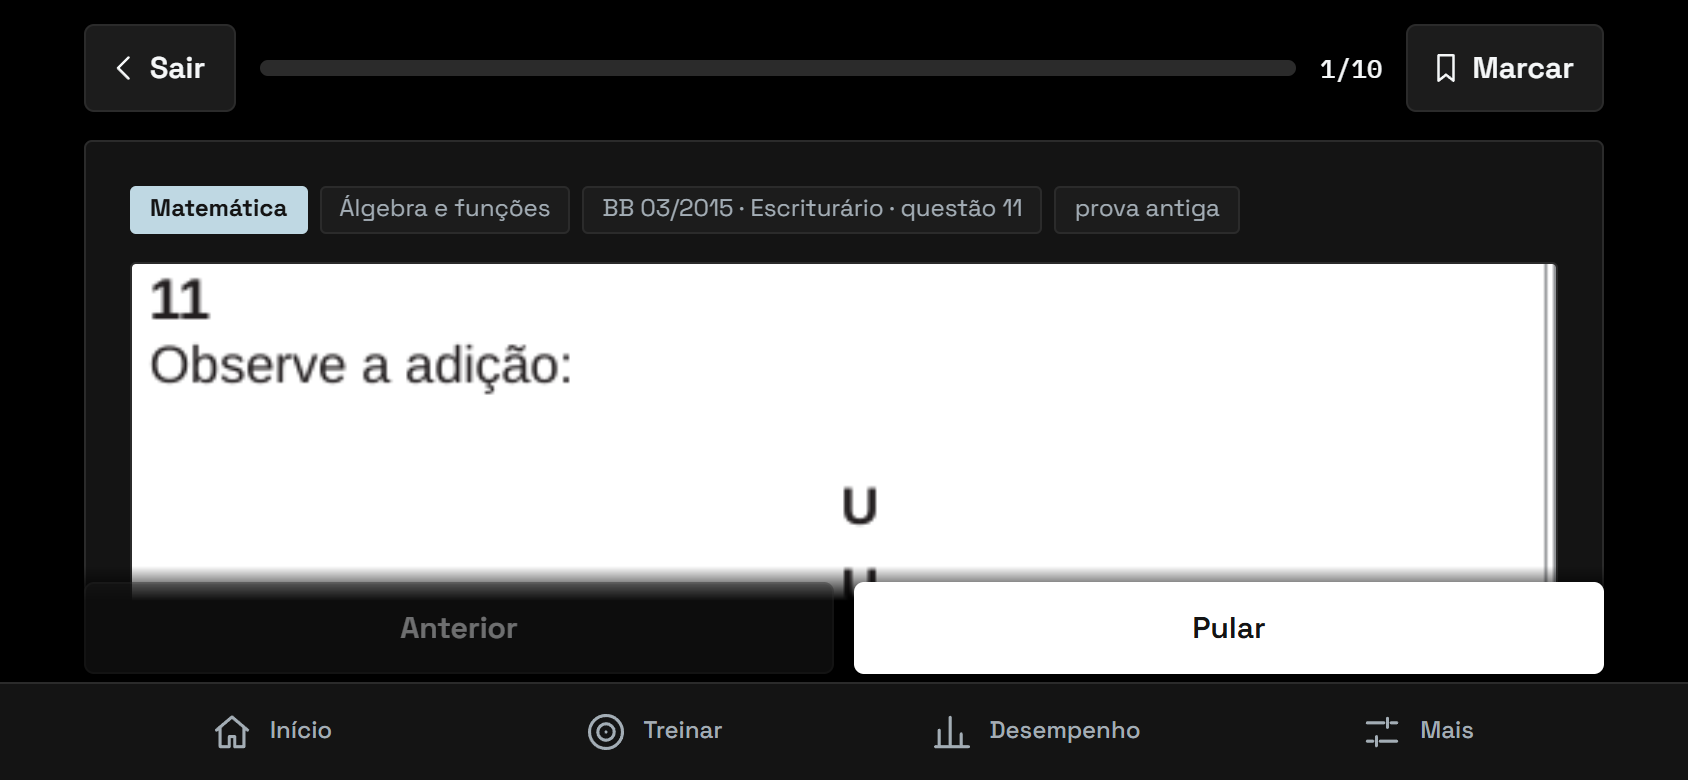 Sair
1/10
Marcar
Matemática
Álgebra e funções
BB 03/2015 · Escriturário · questão 11
prova antiga
11
Observe a adição:
U
Anterior
Pular
Início
Treinar
Desempenho
Mais